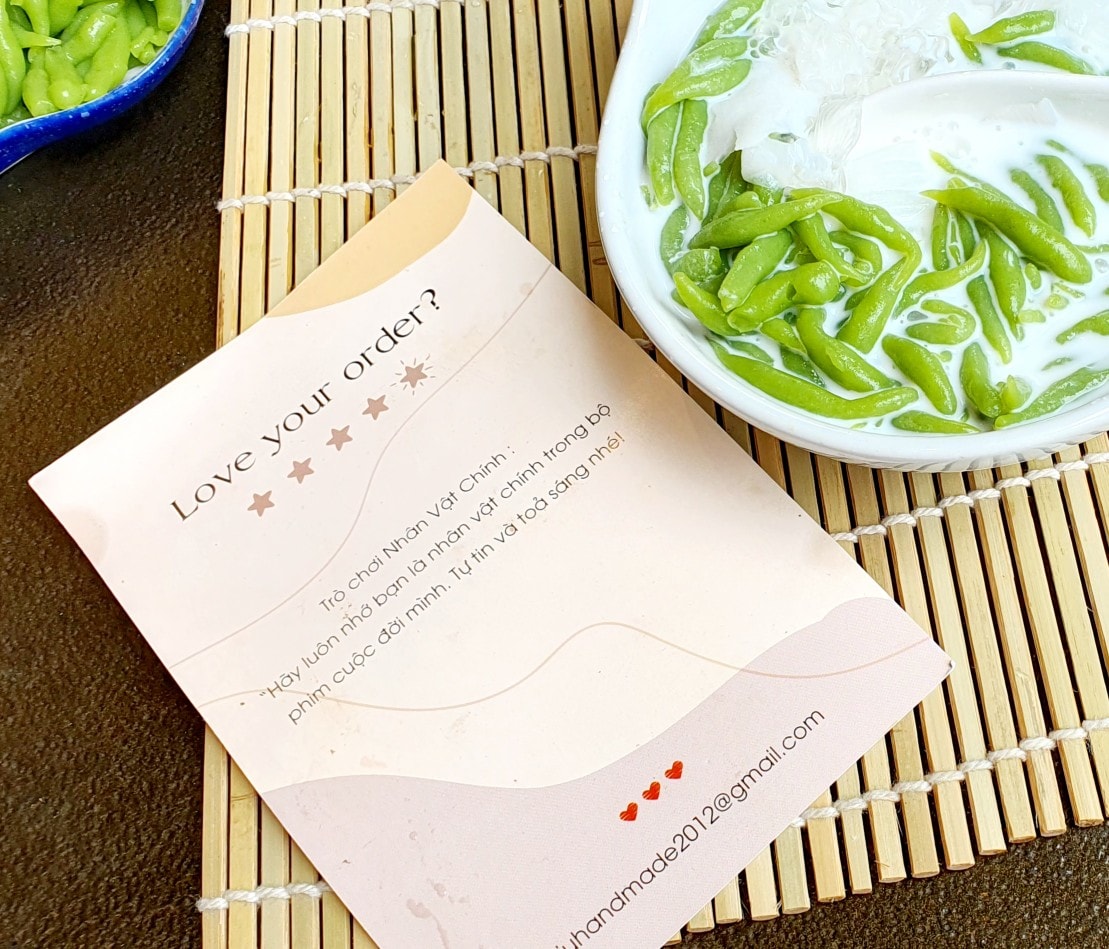 Love your order?
Trò chơi Nhân Vật Chính :
"Hãy luôn nhớ bạn là nhân vật chính trong bộ
phim cuộc đời mình. Tự tin và toả sáng nhé!
uhandmade2012@gmail.com